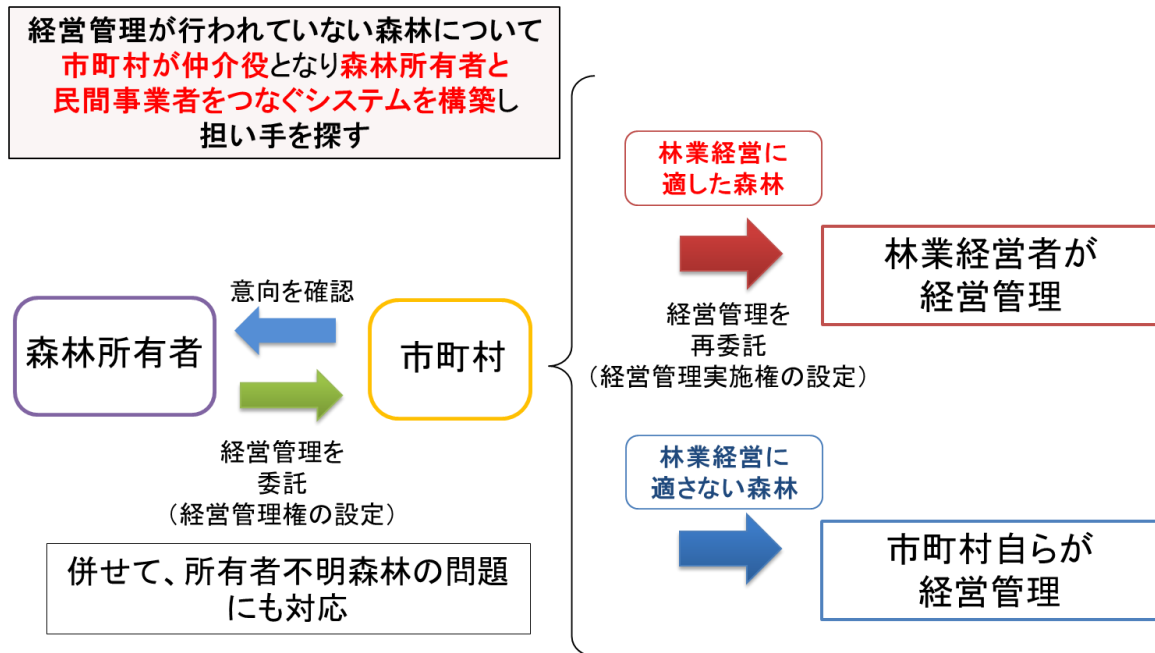 経営管理が行われていない森林について
市町村が仲介役となり森林所有者と
民間事業者をつなぐシステムを構築し
担い手を探す
意向を確認
森林所有者
市町村
経営管理を
委託
（経営管理権の設定）
併せて、所有者不明森林の問題
にも対応
林業経営に
適した森林
経営管理を
再委託
（経営管理実施権の設定）
林業経営者が
経営管理
林業経営に
適さない森林
市町村自らが
経営管理